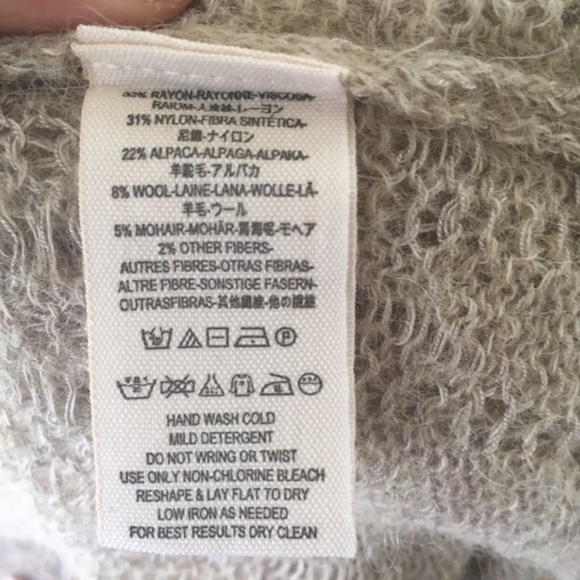 RAYON-RAYONNE-VISCOSA-
レーヨン
31% NYLON-FIBRA SINTÉTICA-
尼龍-ナイロン
22% ALPACA-ALPAGA-ALPAKA-
羊駝毛-アルパカ
8% WOOL-LAINE-LANA-WOLLE-LÃ-
羊毛-ウール
5% MOHAIR-MOHÄR-馬海呢-モヘア
2% OTHER FIBERS-
AUTRES FIBRES-OTRAS FIBRAS-
ALTRE FIBRE-SONSTIGE FASERN-
OUTRASFIBRAS-其他纖維-他の繊維
P
HAND WASH COLD
MILD DETERGENT
DO NOT WRING OR TWIST
USE ONLY NON-CHLORINE BLEACH
RESHAPE & LAY FLAT TO DRY
LOW IRON AS NEEDED
FOR BEST RESULTS DRY CLEAN